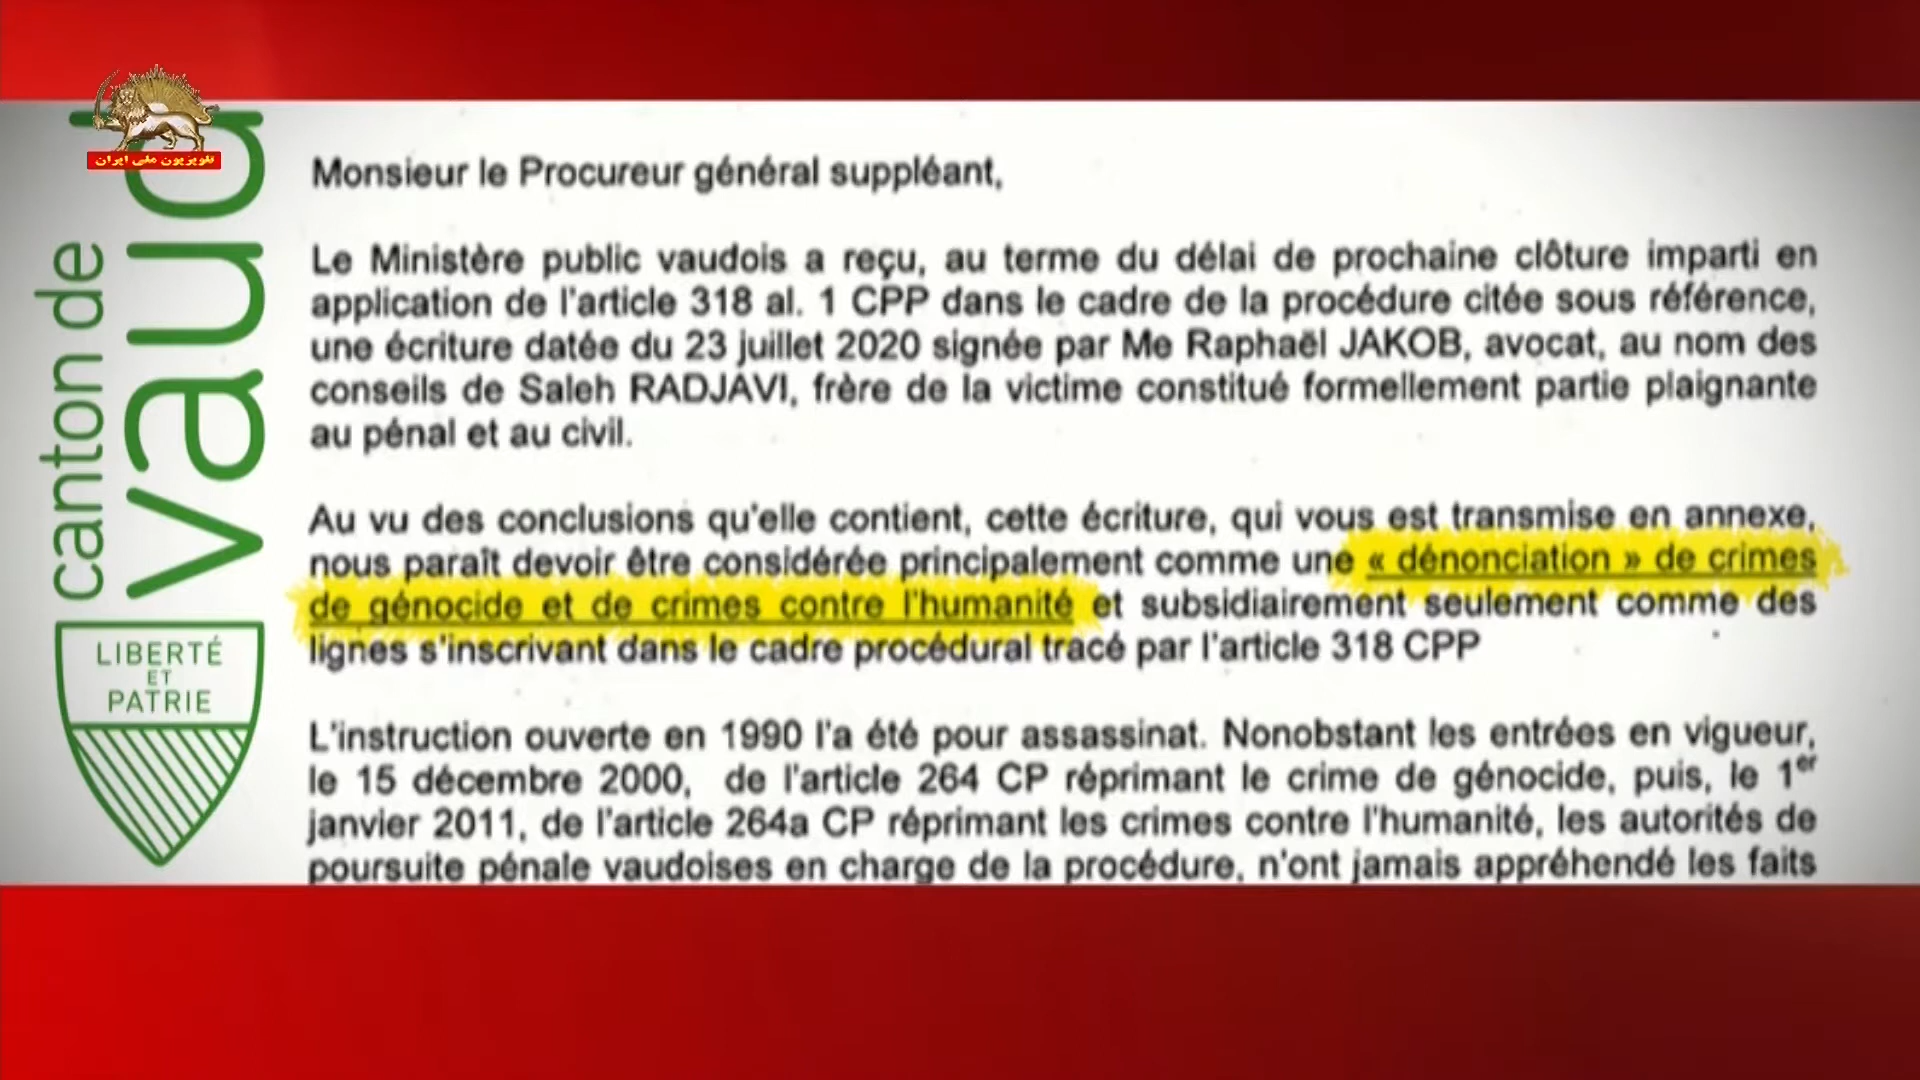 تلویزیون ملی ایران
canton de
vaud
LIBERTÉ
ET
PATRIE
Monsieur le Procureur général suppléant,
Le Ministère public vaudois a reçu, au terme du délai de prochaine clôture imparti en
application de l'article 318 al. 1 CPP dans le cadre de la procédure citée sous référence,
une écriture datée du 23 juillet 2020 signée par Me Raphaël JAKOB, avocat, au nom des
conseils de Saleh RADJAVI, frère de la victime constitué formellement partie plaignante
au pénal et au civil.
Au vu des conclusions qu'elle contient, cette écriture, qui vous est transmise en annexe,
nous paraît devoir être considérée principalement comme une « dénonciation » de crimes
de génocide et de crimes contre l'humanité et subsidiairement seulement comme des
lignes s'inscrivant dans le cadre procédural tracé par l'article 318 CPP
L'instruction ouverte en 1990 l'a été pour assassinat. Nonobstant les entrées en vigueur,
le 15 décembre 2000, de l'article 264 CP réprimant le crime de génocide, puis, le 1er
janvier 2011, de l'article 264a CP réprimant les crimes contre l'humanité, les autorités de
poursuite pénale vaudoises en charge de la procédure, n'ont jamais appréhendé les faits